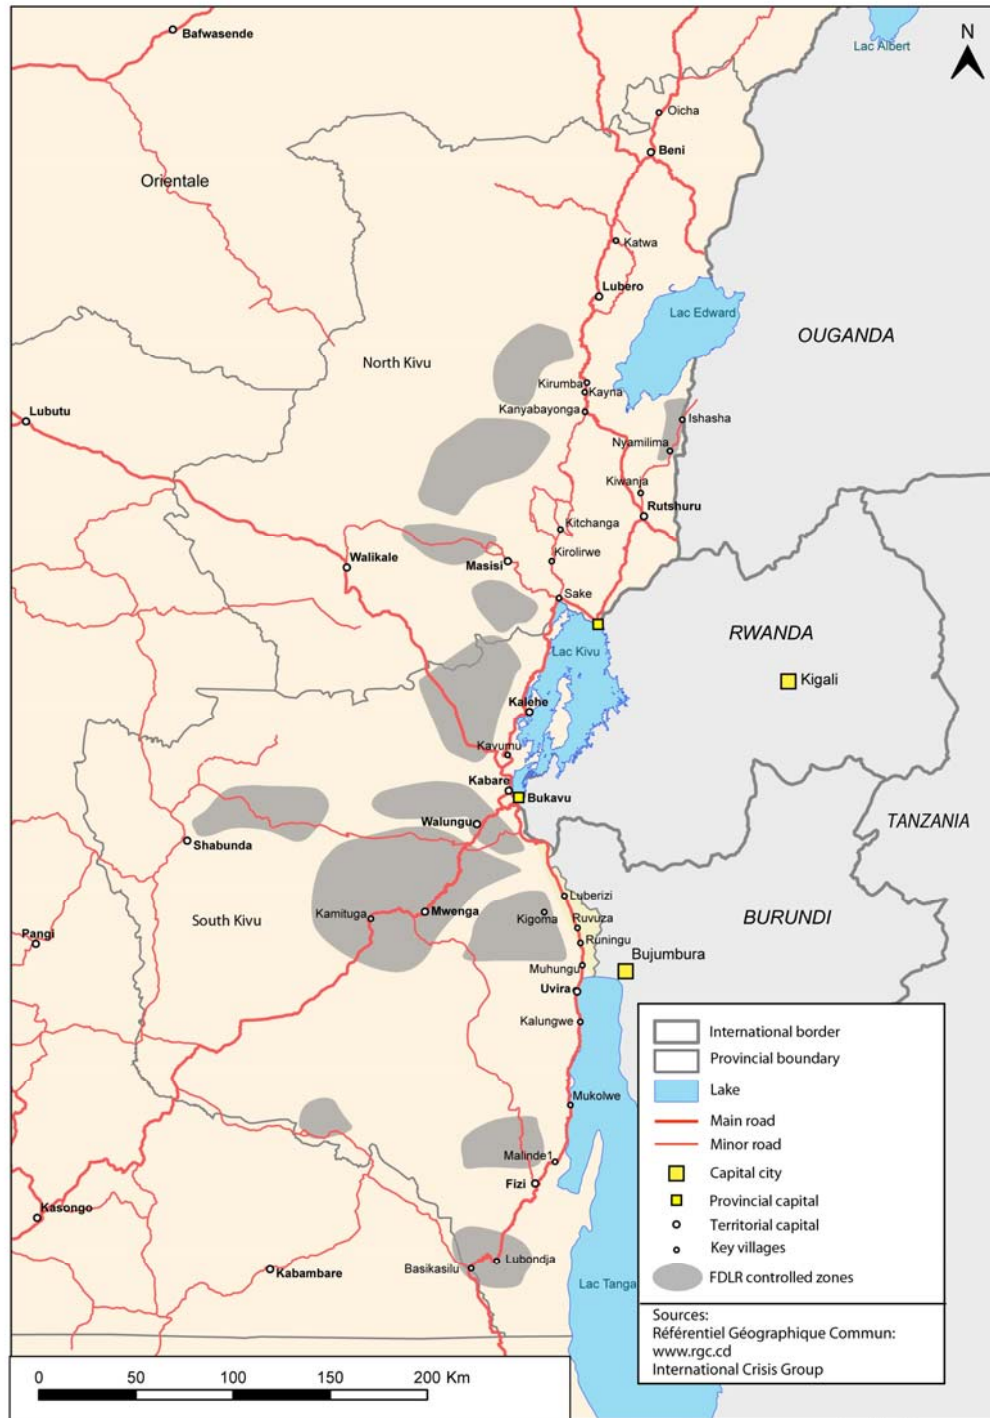 Bafwasende
Lac Albert
N
Oicha
Beni
Orientale
Katwa
Lubero
Lac Edward
OUGANDA
North Kivu
Kirumba
Kayna
Kanyabayonga
Lubutu
Ishasha
Nyamilima
Kiwanja
Rutshuru
Kitchanga
Walikale
Masisi
Kirolirwe
Sake
RWANDA
Lac Kivu
Kigali
Kalehe
Kavumu
Kabare
Bukavu
Walungu
TANZANIA
Shabunda
Luberizi
South Kivu
Kamituga
Mwenga
Kigoma
BURUNDI
Ruvuza
Pangi
Runingu
Bujumbura
Muhungu
Uvira
Kalungwe
Mukolwe
Malinde1
Fizi
Kasongo
Basikasilu
Lubondja
Kabambare
Lac Tanga
International border
Provincial boundary
Lake
Main road
Minor road
Capital city
Provincial capital
Territorial capital
Key villages
FDLR controlled zones
Sources:
Référentiel Géographique Commun:
www.rgc.cd
International Crisis Group
0 50 100 150 200 Km